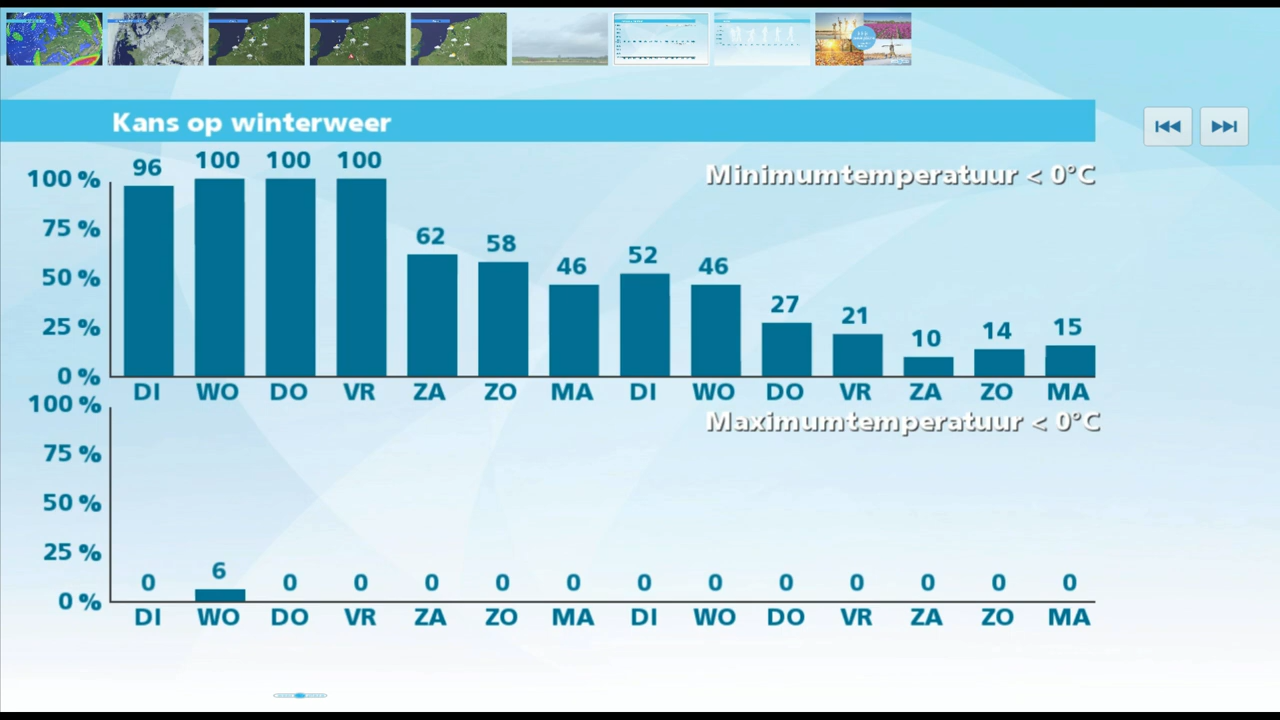 Kans op winterweer
Minimumtemperatuur < 0°C
96 100 100 100 62 58 46 52 46 27 21 10 14 15
100 %
75 %
50 %
25 %
0 %
DI WO DO VR ZA ZO MA DI WO DO VR ZA ZO MA
Maximumtemperatuur < 0°C
100 %
75 %
50 %
25 %
0 %
0 6 0 0 0 0 0 0 0 0 0 0 0 0
DI WO DO VR ZA ZO MA DI WO DO VR ZA ZO MA